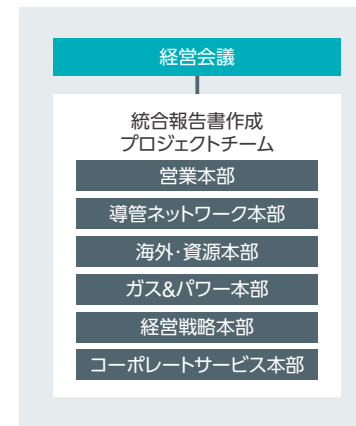 経営会議
統合報告書作成
プロジェクトチーム
営業本部
導管ネットワーク本部
海外・資源本部
ガス&パワー本部
経営戦略本部
コーポレートサービス本部